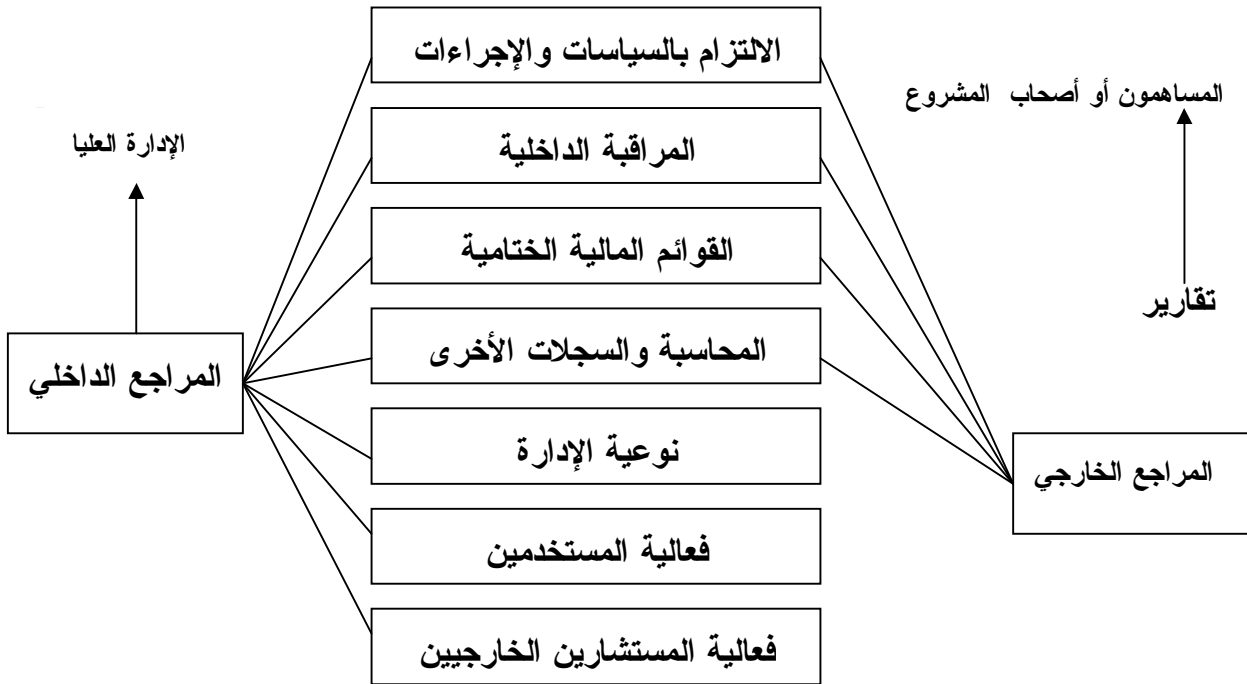 الالتزام بالسياسات والإجراءات
المساهمون أو أصحاب المشروع
المراقبة الداخلية
الإدارة العليا
القوائم المالية الختامية
تقارير
المحاسبة والسجلات الأخرى
المراجع الداخلي
نوعية الإدارة
المراجع الخارجي
فعالية المستخدمين
فعالية المستشارين الخارجيين